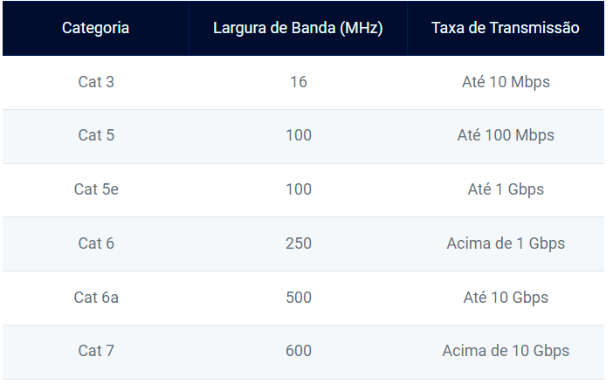 Categoria Largura de Banda (MHz) Taxa de Transmissão
Cat 3 16 Até 10 Mbps
Cat 5 100 Até 100 Mbps
Cat 5e 100 Até 1 Gbps
Cat 6 250 Acima de 1 Gbps
Cat 6a 500 Até 10 Gbps
Cat 7 600 Acima de 10 Gbps